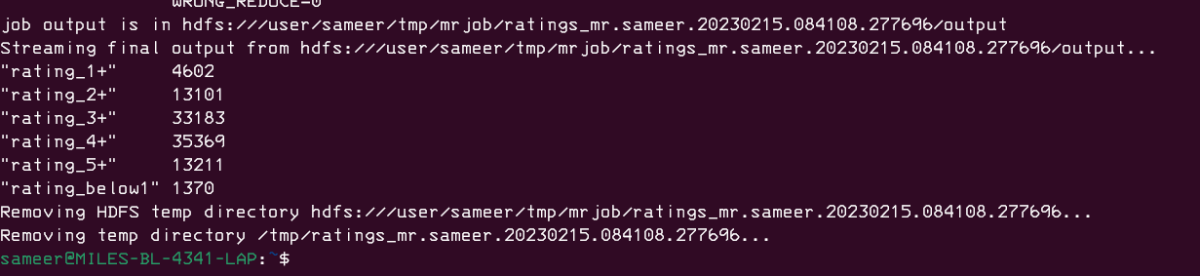 WRONG_REDUCE=0
job output is in hdfs:///user/sameer/tmp/mrjob/ratings_mr.sameer.20230215.084108.277696/output
Streaming final output from hdfs:///user/sameer/tmp/mrjob/ratings_mr.sameer.20230215.084108.277696/output...
"rating_1+" 4602
"rating_2+" 13101
"rating_3+" 33183
"rating_4+" 35369
"rating_5+" 13211
"rating_below1" 1370
Removing HDFS temp directory hdfs:///user/sameer/tmp/mrjob/ratings_mr.sameer.20230215.084108.277696...
Removing temp directory /tmp/ratings_mr.sameer.20230215.084108.277696...
sameer@MILES-BL-4341-LAP:~$